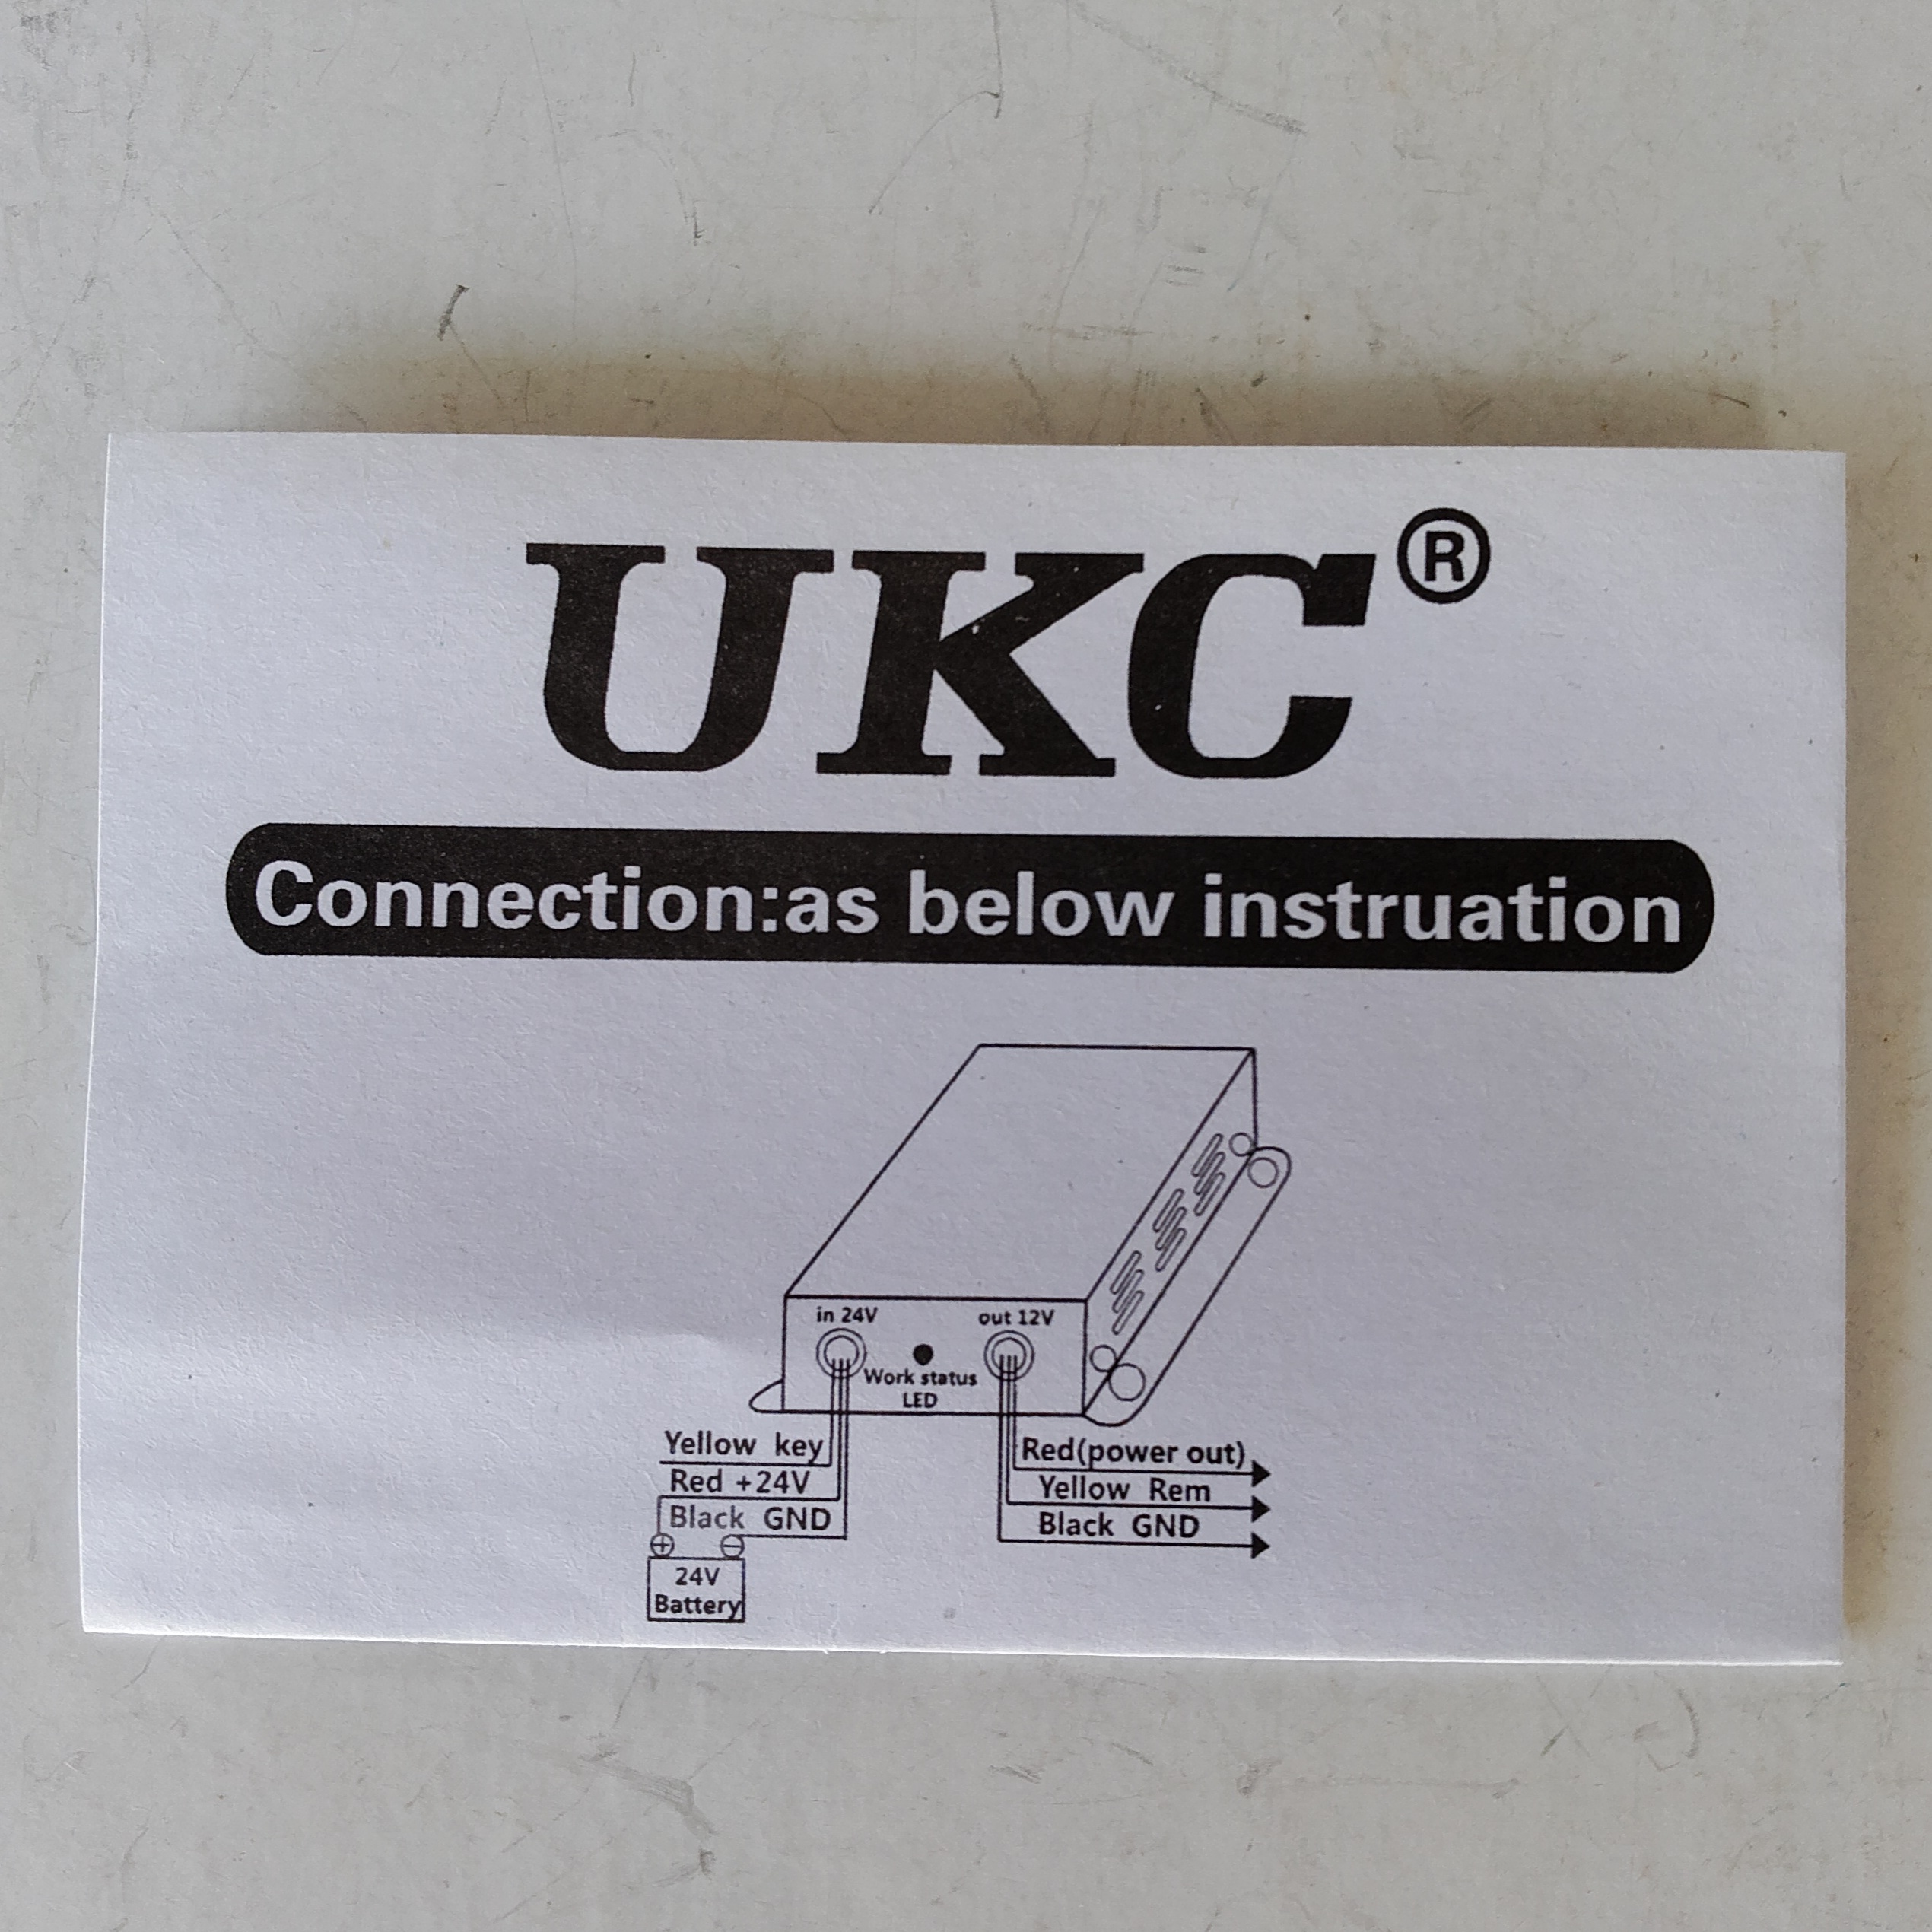 UKC®
Connection:as below instruation
in 24V
out 12V
Work status
LED
Yellow key
Red +24V
Black GND
24V
Battery
Red(power out)
Yellow Rem
Black GND